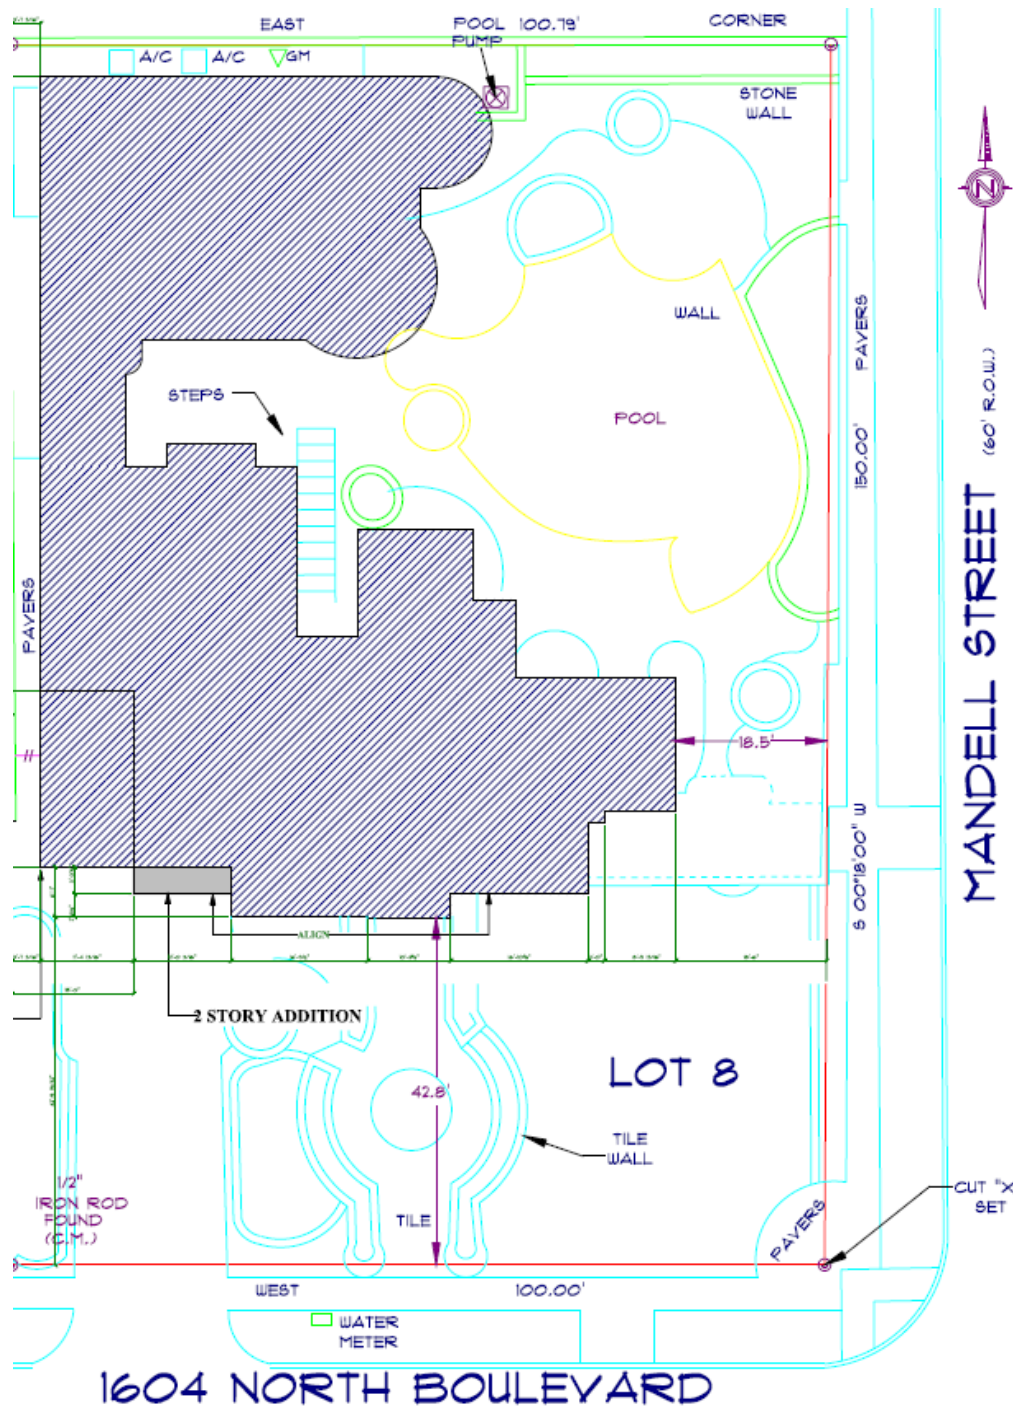 EAST
POOL
PUMP
100.79'
CORNER
A/C
A/C
GM
STONE
WALL
N
WALL
PAVERS
(60' R.O.W.)
STEPS
POOL
150.00'
MANDELL STREET
PAVERS
18.5'
S 00°18'00" W
ALIGN
2 STORY ADDITION
LOT 8
42.8'
TILE
WALL
1/2"
IRON ROD
FOUND
(C.M.)
TILE
PAVERS
CUT "X
SET
WEST
100.00'
WATER
METER
1604 NORTH BOULEVARD